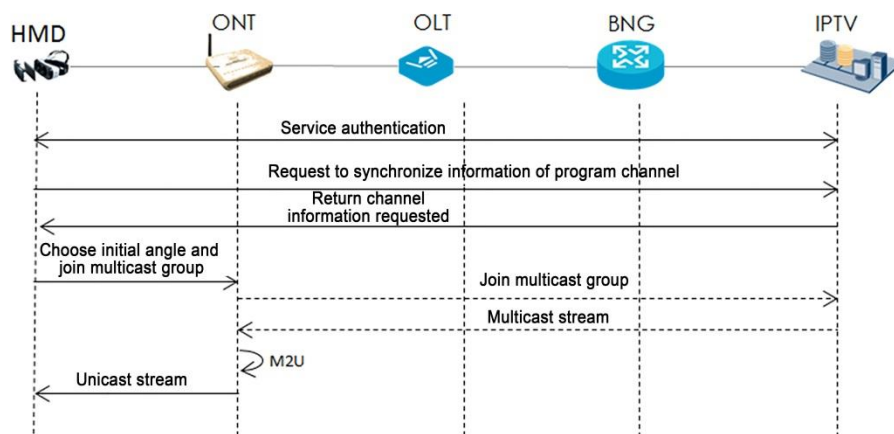 HMD
ONT
OLT
BNG
IPTV
Service authentication
Request to synchronize information of program channel
Return channel
information requested
Choose initial angle and
join multicast group
Join multicast group
Multicast stream
M2U
Unicast stream